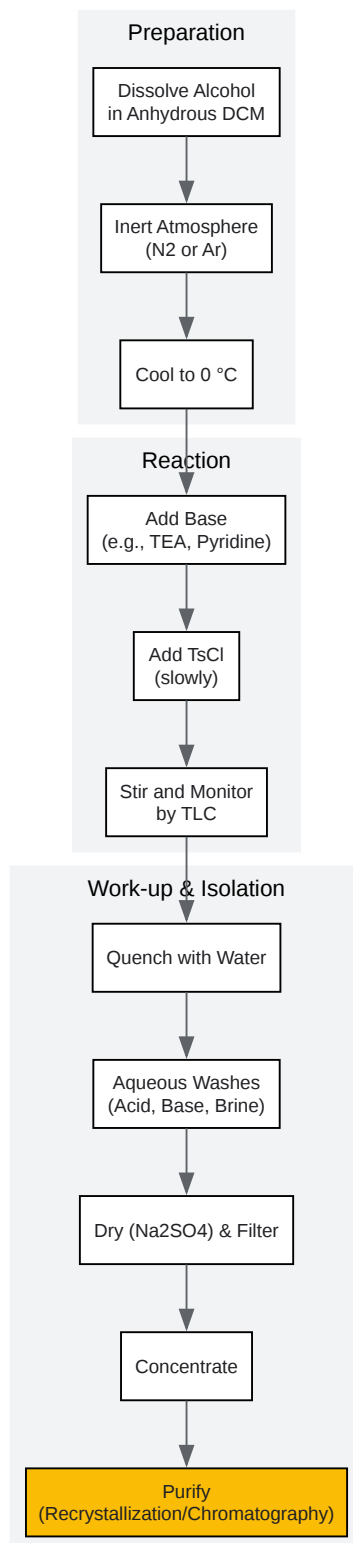 Preparation
Dissolve Alcohol
in Anhydrous DCM
Inert Atmosphere
(N2 or Ar)
Cool to 0 °C
Reaction
Add Base
(e.g., TEA, Pyridine)
Add TsCl
(slowly)
Stir and Monitor
by TLC
Work-up & Isolation
Quench with Water
Aqueous Washes
(Acid, Base, Brine)
Dry (Na2SO4) & Filter
Concentrate
Purify
(Recrystallization/Chromatography)